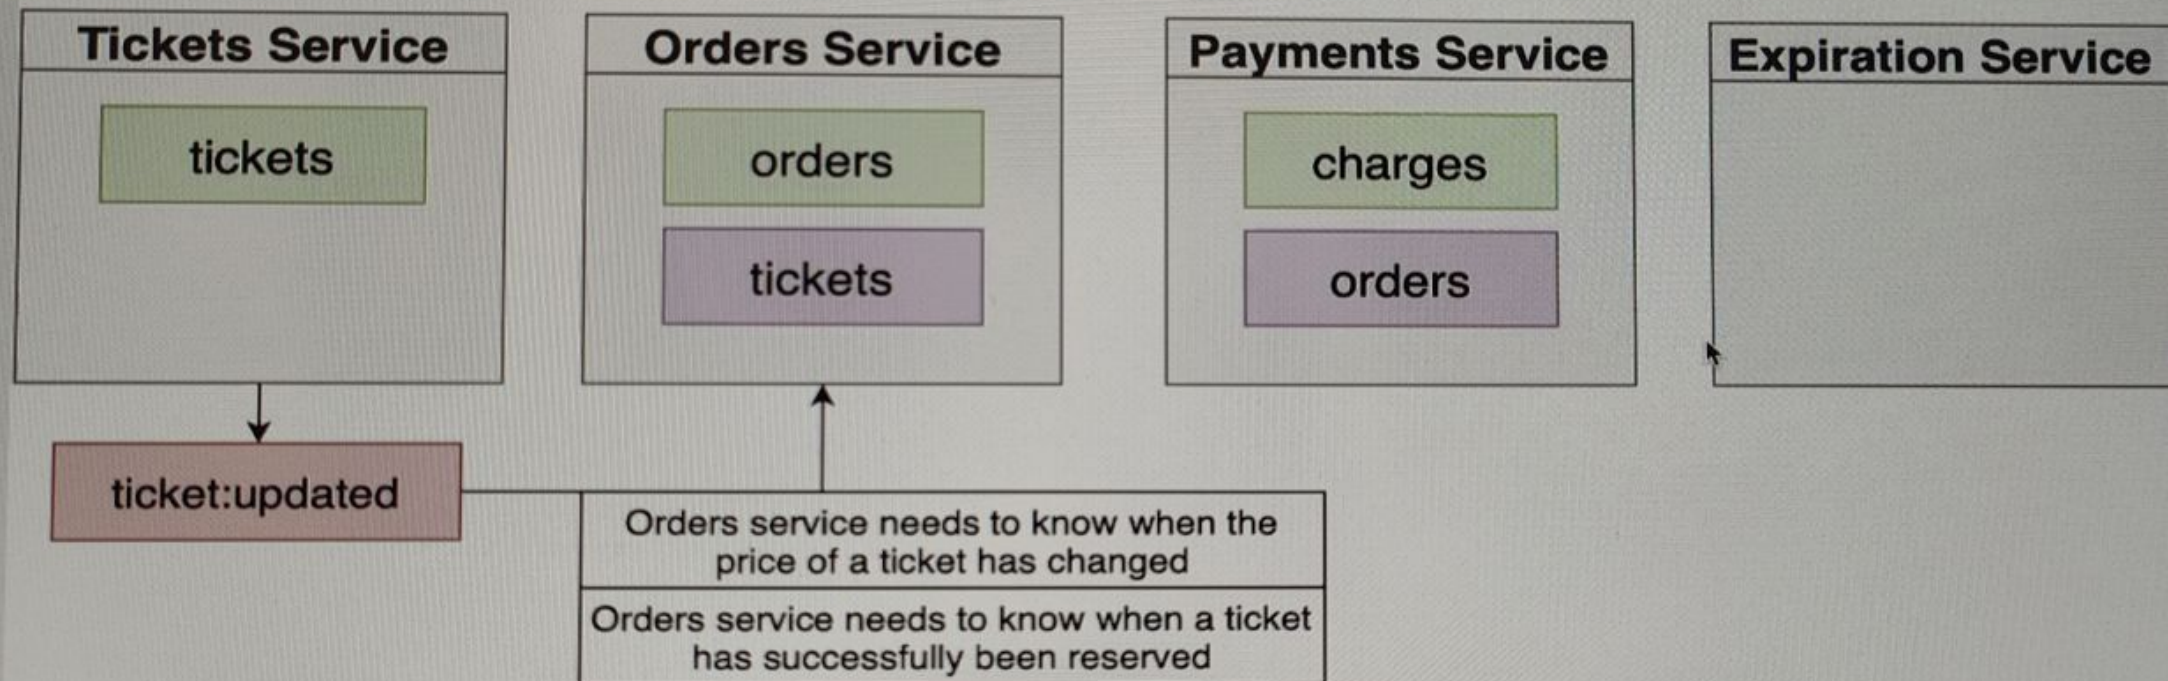 Tickets Service
tickets
Orders Service
orders
tickets
Payments Service
charges
orders
Expiration Service
ticket:updated
Orders service needs to know when the
price of a ticket has changed
Orders service needs to know when a ticket
has successfully been reserved